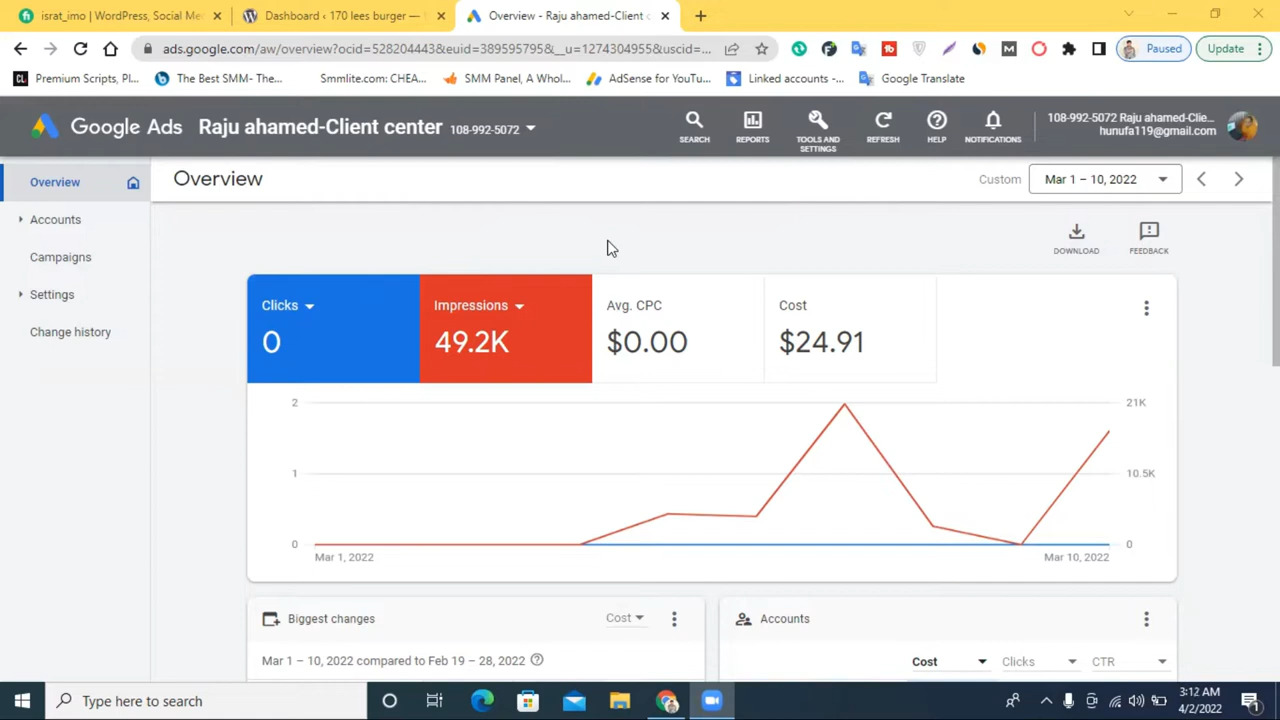 israt_imo | WordPress, Social Me
Dashboard ‹ 170 lees burger —
Overview - Raju ahamed-Client c
ads.google.com/aw/overview?ocid=528204443&euid=389595795&__u=1274304955&uscid=...
Paused
Update
Premium Scripts, Pl...
The Best SMM- The...
Smmlite.com: CHEA...
SMM Panel, A Whol...
AdSense for YouTu...
Linked accounts -...
Google Translate
Google Ads
Raju ahamed-Client center 108-992-5072
SEARCH
REPORTS
TOOLS AND SETTINGS
REFRESH
HELP
NOTIFICATIONS
108-992-5072 Raju ahamed-Clie...
hunufa119@gmail.com
Overview
Accounts
Campaigns
Settings
Change history
Overview
Custom
Mar 1 – 10, 2022
DOWNLOAD
FEEDBACK
Clicks
0
Impressions
49.2K
Avg. CPC
$0.00
Cost
$24.91
2
21K
1
10.5K
0
0
Mar 1, 2022
Mar 10, 2022
Biggest changes
Cost
Mar 1 – 10, 2022 compared to Feb 19 – 28, 2022
Accounts
Cost
Clicks
CTR
Type here to search
3:12 AM
4/2/2022
1